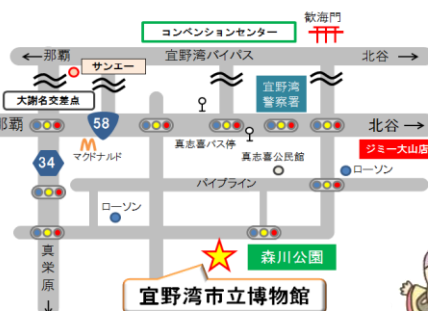 歓海門
コンベンションセンター
←那覇
宜野湾バイパス
北谷→
サンエー
大謝名交差点
宜野湾
警察署
那覇
58
北谷→
マクドナルド
真志喜バス停
真志喜公民館
ジミー大山店
34
ローソン
パイプライン
ローソン
真栄原
↓
森川公園
宜野湾市立博物館